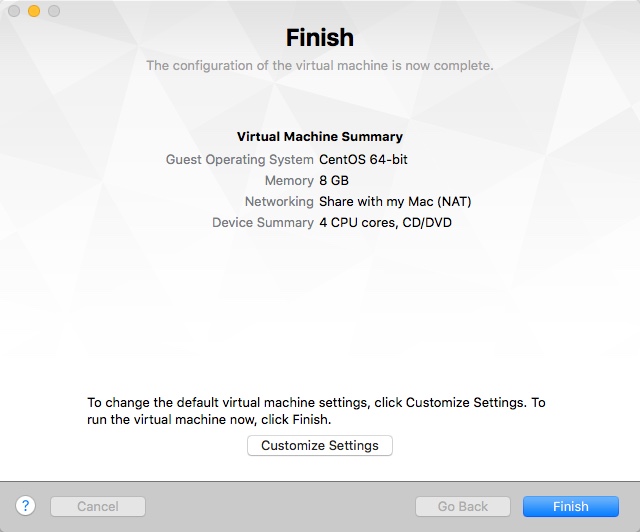 Finish
The configuration of the virtual machine is now complete.
Virtual Machine Summary
Guest Operating System CentOS 64-bit
Memory 8 GB
Networking Share with my Mac (NAT)
Device Summary 4 CPU cores, CD/DVD
To change the default virtual machine settings, click Customize Settings. To
run the virtual machine now, click Finish.
Customize Settings
? Cancel Go Back Finish